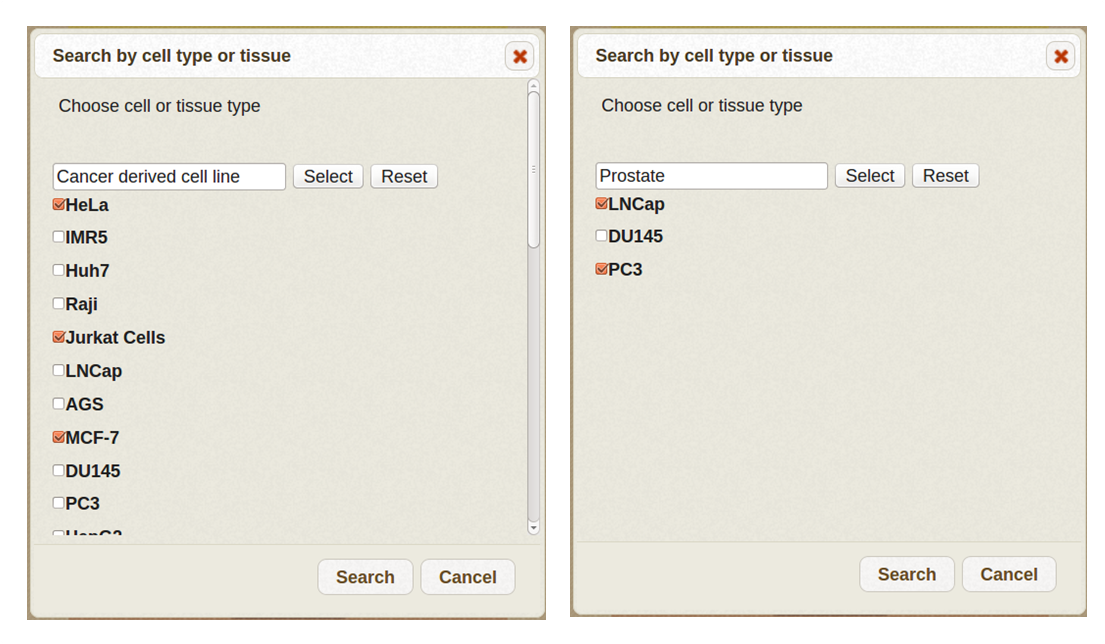 Search by cell type or tissue
Choose cell or tissue type
Cancer derived cell line Select Reset
HeLa
IMR5
Huh7
Raji
Jurkat Cells
LNCap
AGS
MCF-7
DU145
PC3
Search Cancel
Search by cell type or tissue
Choose cell or tissue type
Prostate Select Reset
LNCap
DU145
PC3
Search Cancel